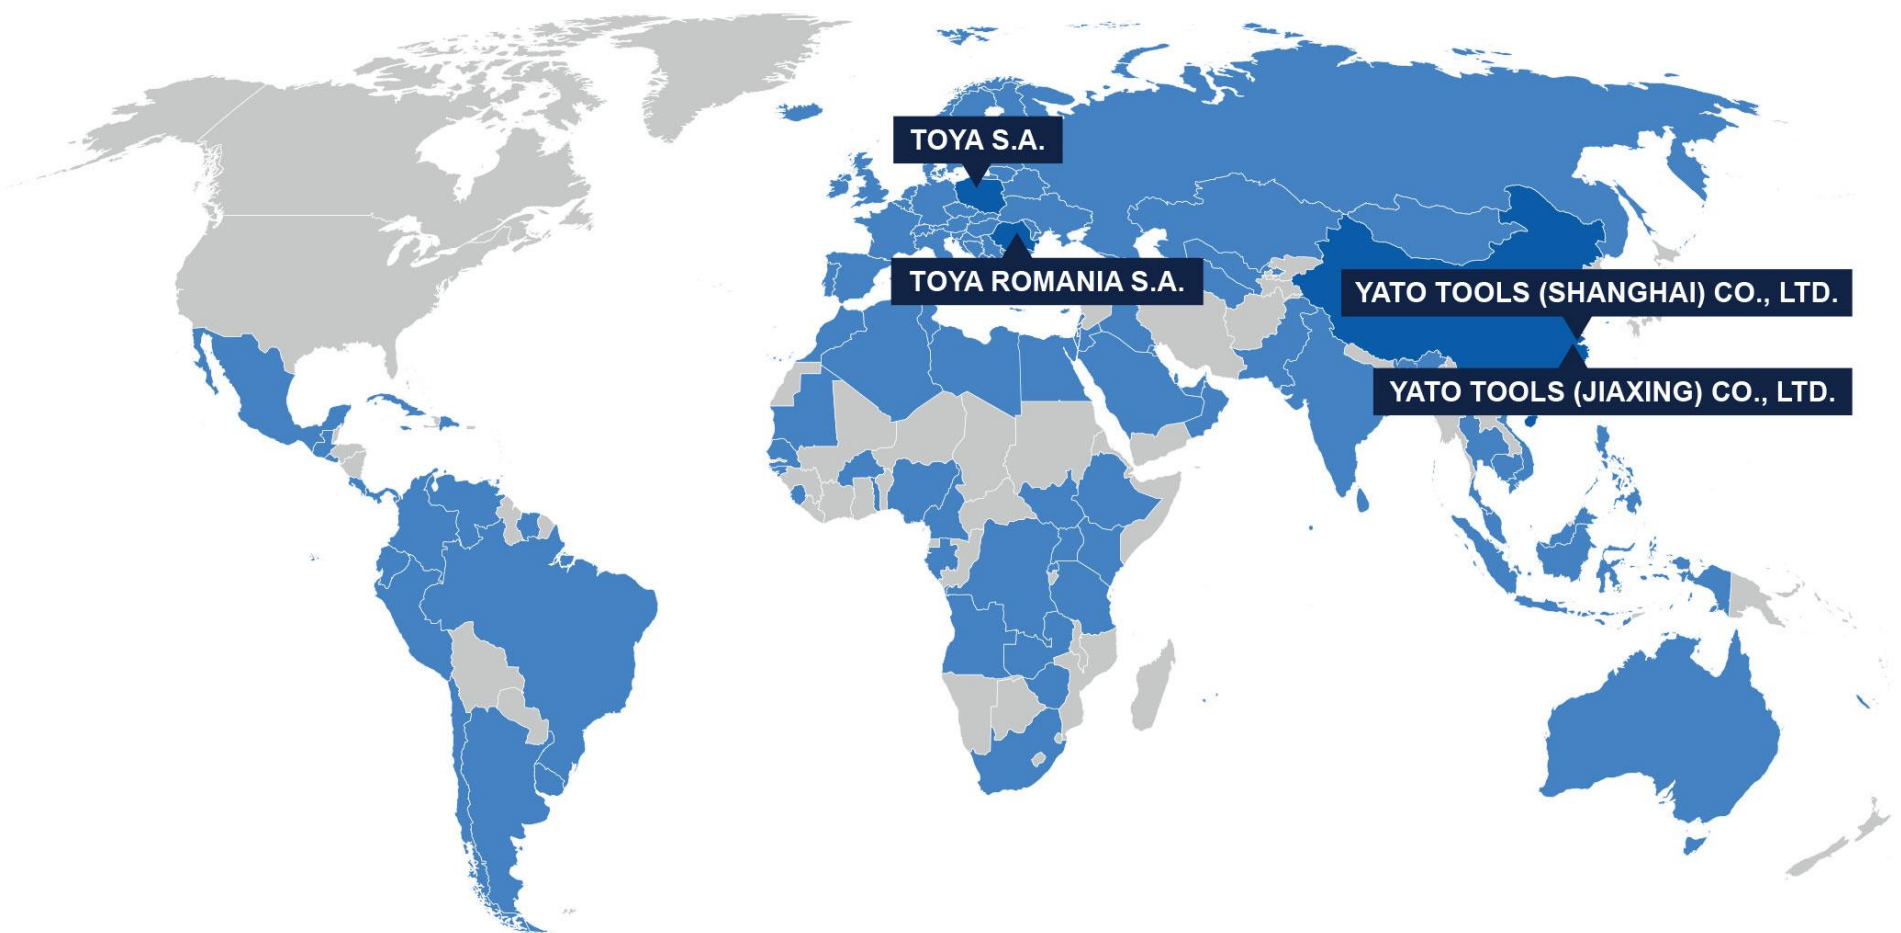 TOYA S.A.
TOYA ROMANIA S.A.
YATO TOOLS (SHANGHAI) CO., LTD.
YATO TOOLS (JIAXING) CO., LTD.